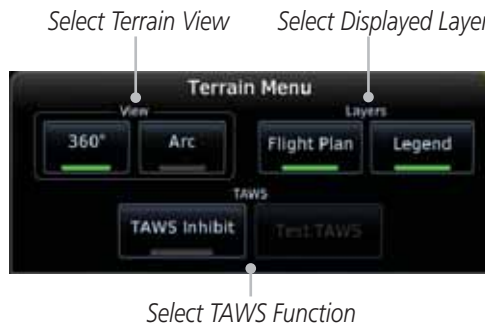 Select Terrain View Select Displayed Layer
Terrain Menu
View Layers
360° Arc Flight Plan Legend
TAWS
TAWS Inhibit Test TAWS
Select TAWS Function